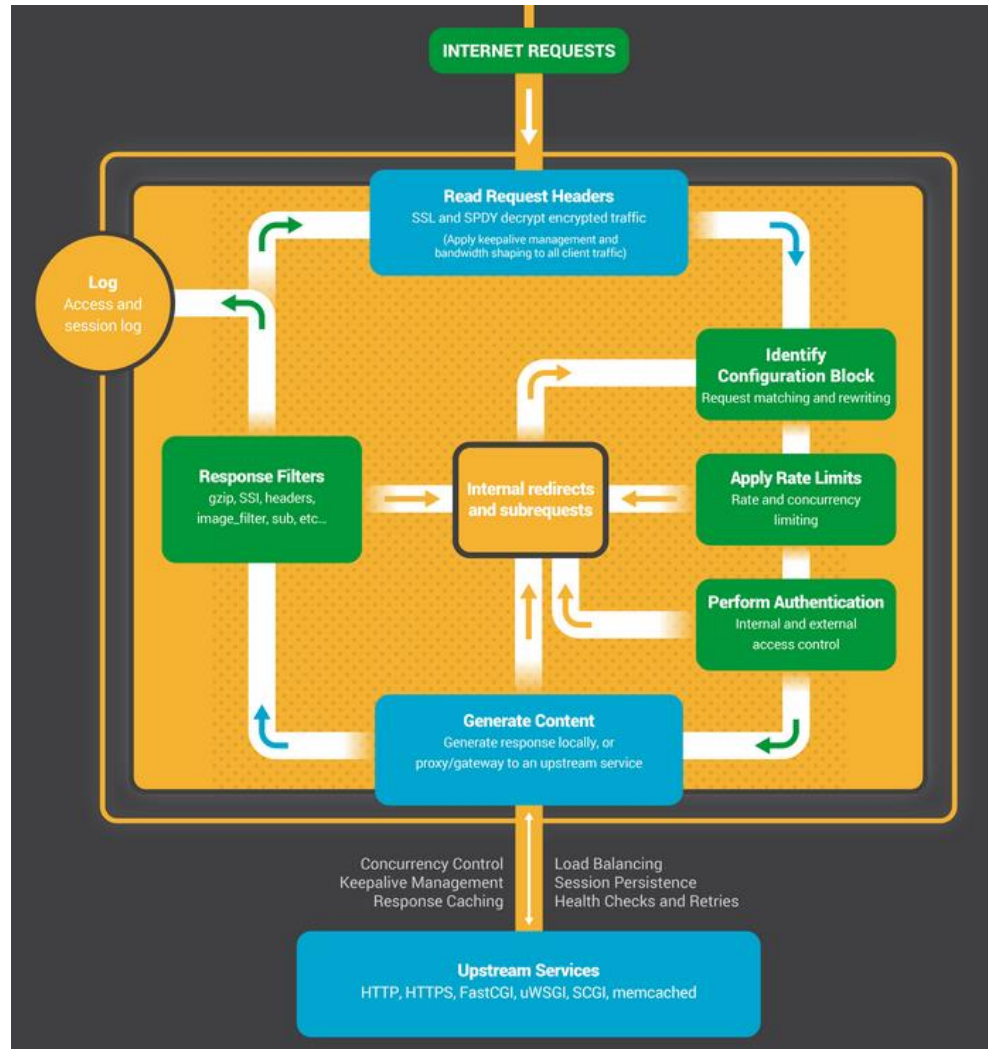 INTERNET REQUESTS
Read Request Headers
SSL and SPDY decrypt encrypted traffic
(Apply keepalive management and
bandwidth shaping to all client traffic)
Log
Access and
session log
Identify
Configuration Block
Request matching and rewriting
Response Filters
gzip, SSI, headers,
image_filter, sub, etc...
Internal redirects
and subrequests
Apply Rate Limits
Rate and concurrency
limiting
Perform Authentication
Internal and external
access control
Generate Content
Generate response locally, or
proxy/gateway to an upstream service
Concurrency Control
Keepalive Management
Response Caching
Load Balancing
Session Persistence
Health Checks and Retries
Upstream Services
HTTP, HTTPS, FastCGI, uWSGI, SCGI, memcached